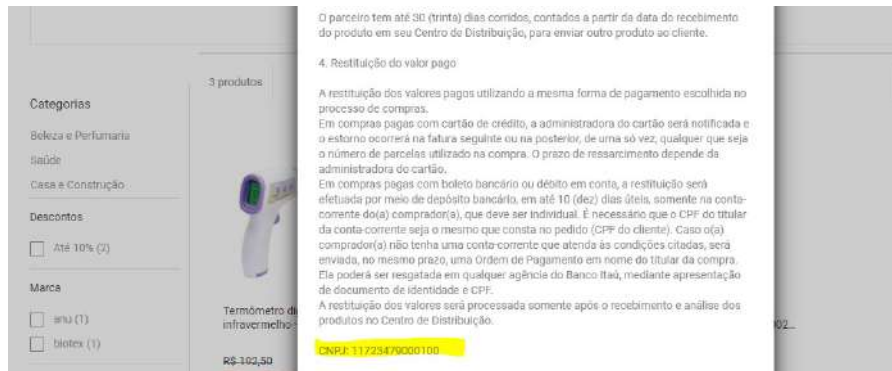 O parceiro tem até 30 (trinta) dias corridos, contados a partir da data do recebimento
do produto em seu Centro de Distribuição, para enviar outro produto ao cliente.
4. Restituição do valor pago
A restituição dos valores pagos utilizando a mesma forma de pagamento escolhida no
processo de compras.
Em compras pagas com cartão de crédito, a administradora do cartão será notificada e
o estorno ocorrerá na fatura seguinte ou na posterior, de uma só vez, qualquer que seja
o número de parcelas utilizado na compra. O prazo de ressarcimento depende da
administradora do cartão.
Em compras pagas com boleto bancário ou débito em conta, a restituição será
efetuada por meio de depósito bancário, em até 10 (dez) dias úteis, somente na conta-
corrente do(a) comprador(a), que deve ser individual. É necessário que o CPF do titular
da conta-corrente seja o mesmo que consta no pedido (CPF do cliente). Caso o(a)
comprador(a) não tenha uma conta-corrente que atenda às condições citadas, será
enviada, no mesmo prazo, uma Ordem de Pagamento em nome do titular da compra.
Ela poderá ser resgatada em qualquer agência do Banco Itaú, mediante apresentação
de documento de identidade e CPF.
A restituição dos valores será processada somente após o recebimento e análise dos
produtos no Centro de Distribuição.
CNPJ: 11723479000100
3 produtos
Categorias
Beleza e Perfumaria
Saúde
Casa e Construção
Descontos
Até 10% (2)
Marca
anu (1)
biotex (1)
Termômetro di
infravermelho
R$ 102,50
002...